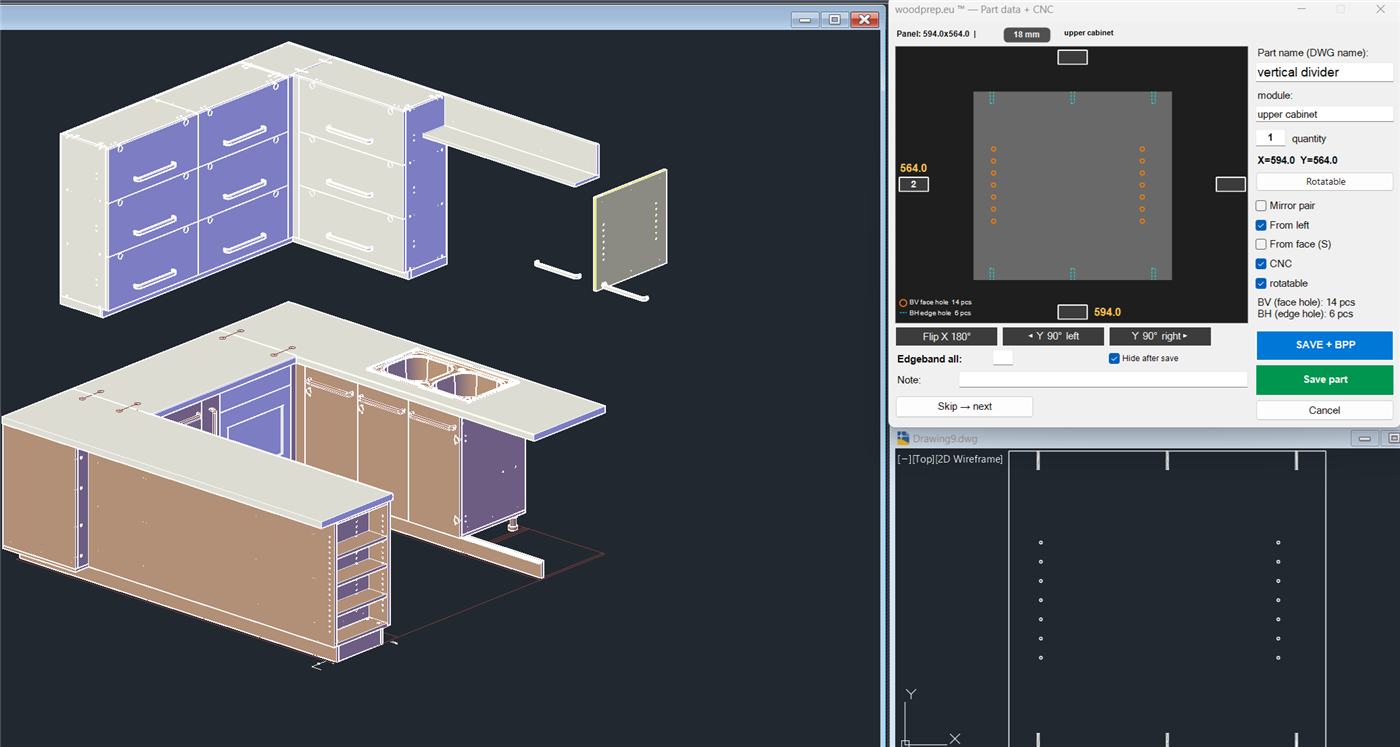 woodprep.eu ™ — Part data + CNC
Panel: 594.0x564.0 |
18 mm
upper cabinet
564.0
2
594.0
BV face hole 14 pcs
BH edge hole 6 pcs
Flip X 180°
◂ Y 90° left
Y 90° right ▸
Edgeband all:
Hide after save
Note:
Skip → next
Part name (DWG name):
vertical divider
module:
upper cabinet
1 quantity
X=594.0 Y=564.0
Rotatable
Mirror pair
From left
From face (S)
CNC
rotatable
BV (face hole): 14 pcs
BH (edge hole): 6 pcs
SAVE + BPP
Save part
Cancel
Drawing9.dwg
[−][Top][2D Wireframe]
Y
X